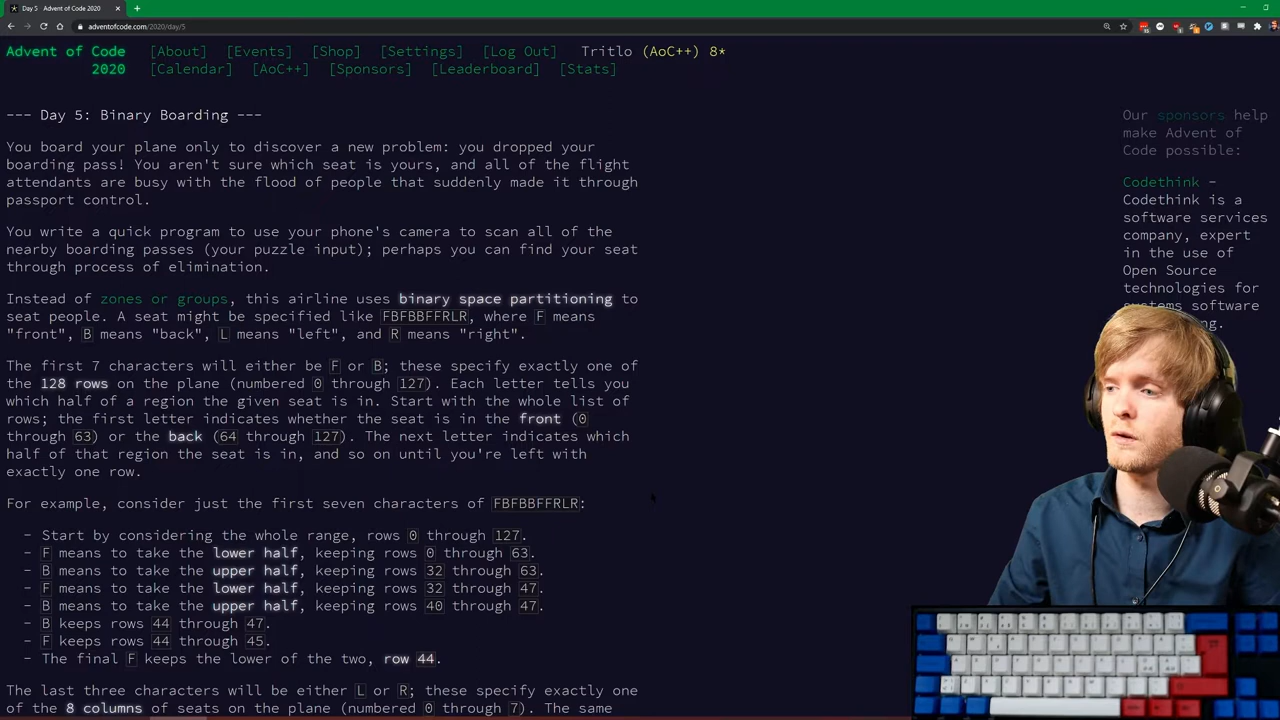 Day 5 - Advent of Code 2020
adventofcode.com/2020/day/5
Advent of Code [About] [Events] [Shop] [Settings] [Log Out] Tritlo (AoC++) 8*
2020 [Calendar] [AoC++] [Sponsors] [Leaderboard] [Stats]
--- Day 5: Binary Boarding ---
You board your plane only to discover a new problem: you dropped your
boarding pass! You aren't sure which seat is yours, and all of the flight
attendants are busy with the flood of people that suddenly made it through
passport control.
You write a quick program to use your phone's camera to scan all of the
nearby boarding passes (your puzzle input); perhaps you can find your seat
through process of elimination.
Instead of zones or groups, this airline uses binary space partitioning to
seat people. A seat might be specified like FBFBBFFRLR, where F means
"front", B means "back", L means "left", and R means "right".
The first 7 characters will either be F or B; these specify exactly one of
the 128 rows on the plane (numbered 0 through 127). Each letter tells you
which half of a region the given seat is in. Start with the whole list of
rows; the first letter indicates whether the seat is in the front (0
through 63) or the back (64 through 127). The next letter indicates which
half of that region the seat is in, and so on until you're left with
exactly one row.
For example, consider just the first seven characters of FBFBBFFRLR:
- Start by considering the whole range, rows 0 through 127.
- F means to take the lower half, keeping rows 0 through 63.
- B means to take the upper half, keeping rows 32 through 63.
- F means to take the lower half, keeping rows 32 through 47.
- B means to take the upper half, keeping rows 40 through 47.
- B keeps rows 44 through 47.
- F keeps rows 44 through 45.
- The final F keeps the lower of the two, row 44.
The last three characters will be either L or R; these specify exactly one
of the 8 columns of seats on the plane (numbered 0 through 7). The same
Our sponsors help
make Advent of
Code possible:
Codethink -
Codethink is a
software services
company, expert
in the use of
Open Source
technologies for
systems software